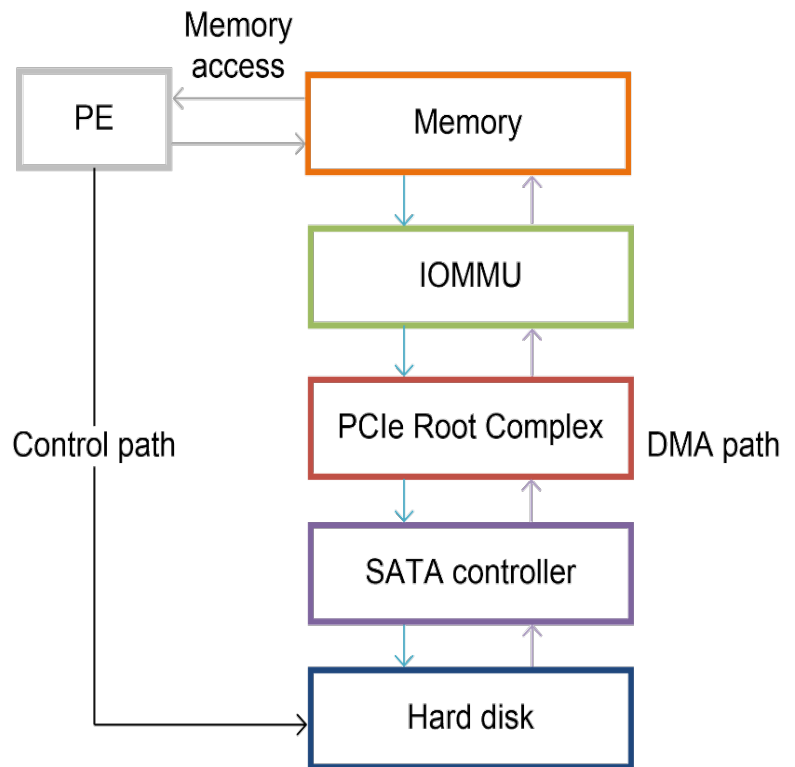 Memory
access
PE
Memory
IOMMU
PCIe Root Complex
Control path
DMA path
SATA controller
Hard disk